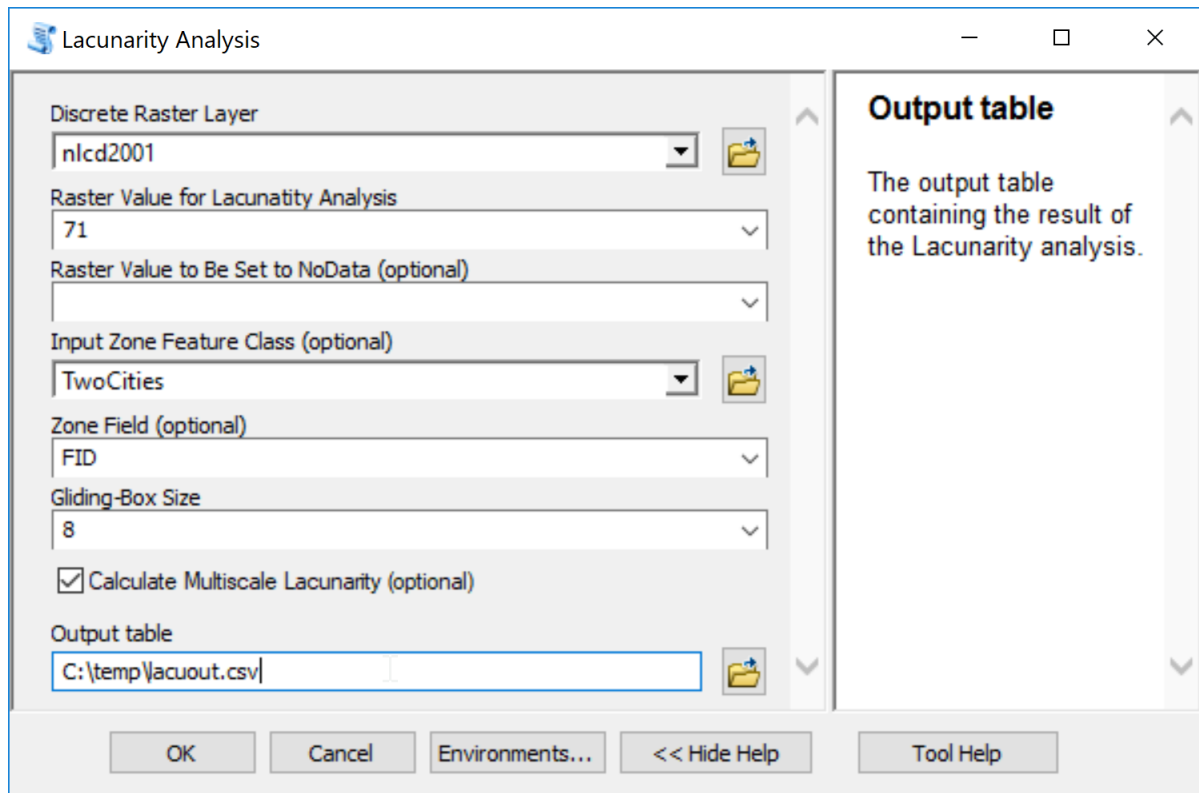 Lacunarity Analysis
Discrete Raster Layer
nlcd2001
Raster Value for Lacunatity Analysis
71
Raster Value to Be Set to NoData (optional)
Input Zone Feature Class (optional)
TwoCities
Zone Field (optional)
FID
Gliding-Box Size
8
Calculate Multiscale Lacunarity (optional)
Output table
C:\temp\lacuout.csv
OK
Cancel
Environments...
<< Hide Help
Output table
The output table
containing the result of
the Lacunarity analysis.
Tool Help